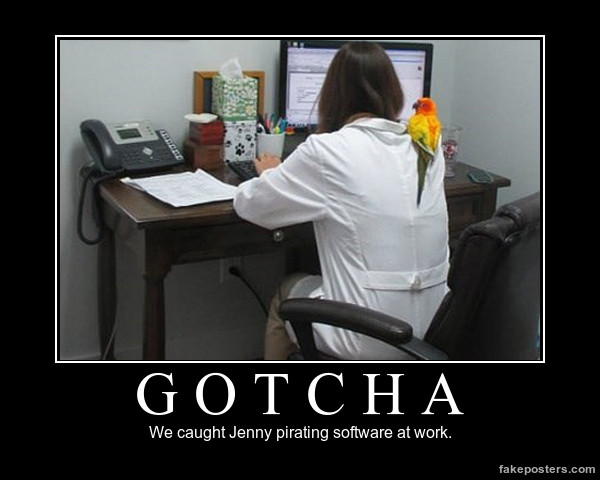 GOTCHA
We caught Jenny pirating software at work.
fakeposters.com